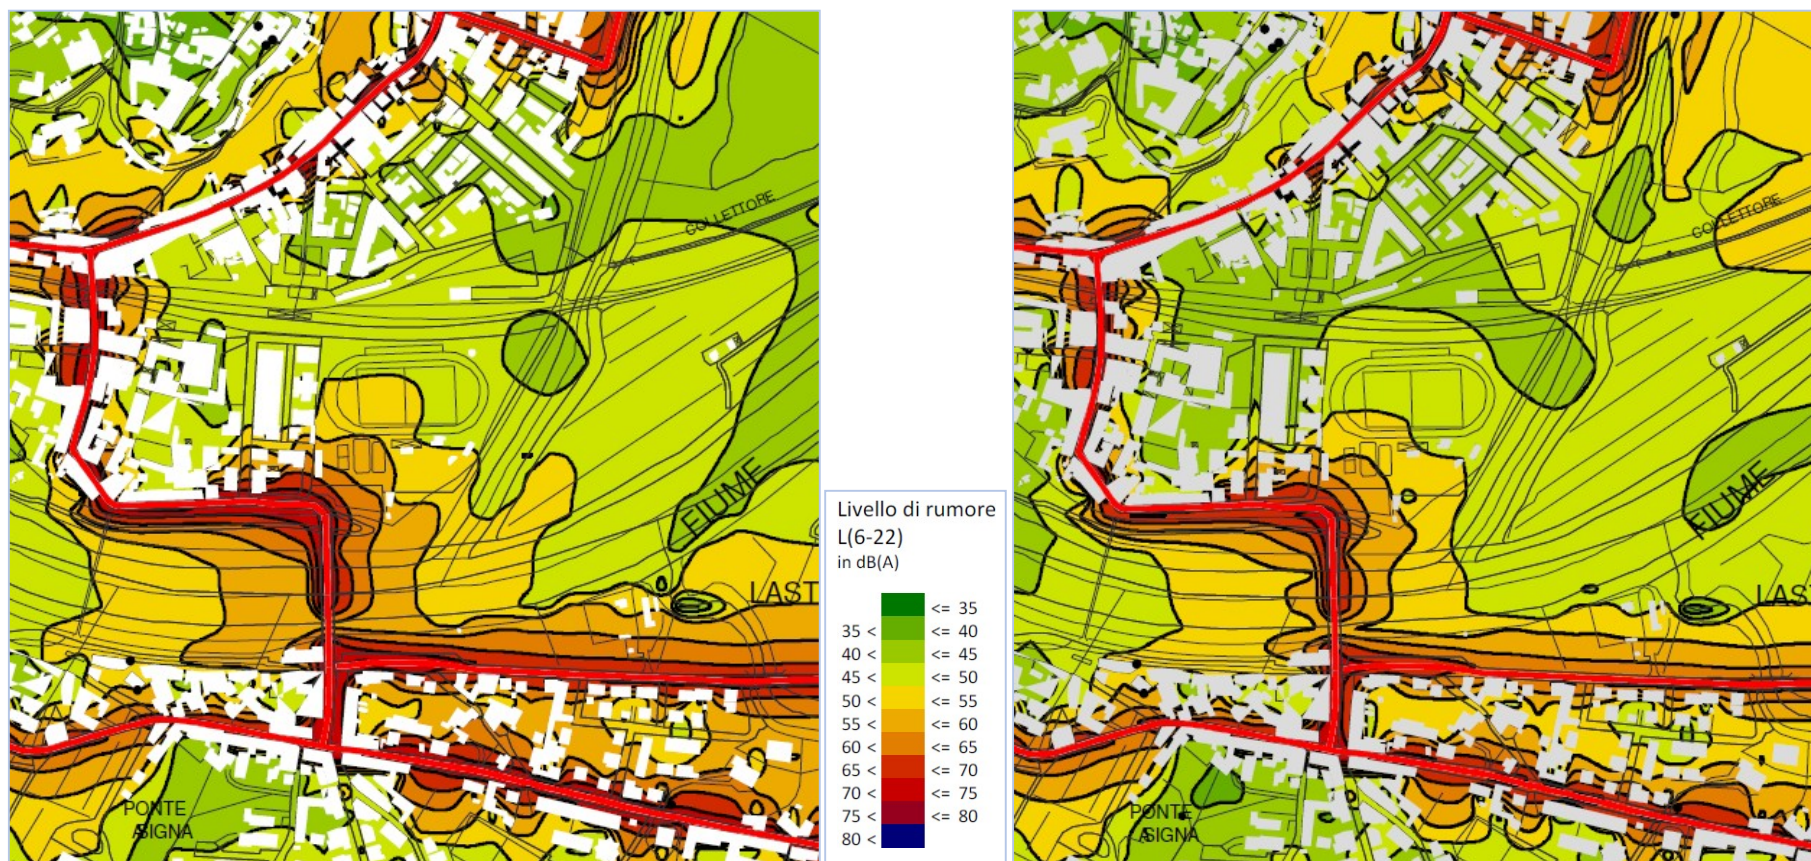 COLLETTORE
FIUME
LAST
PONTE
A SIGNA
Livello di rumore
L(6-22)
in dB(A)
<= 35
35 < <= 40
40 < <= 45
45 < <= 50
50 < <= 55
55 < <= 60
60 < <= 65
65 < <= 70
70 < <= 75
75 < <= 80
80 <
COLLETTORE
FIUME
LAS
PONTE
A SIGNA